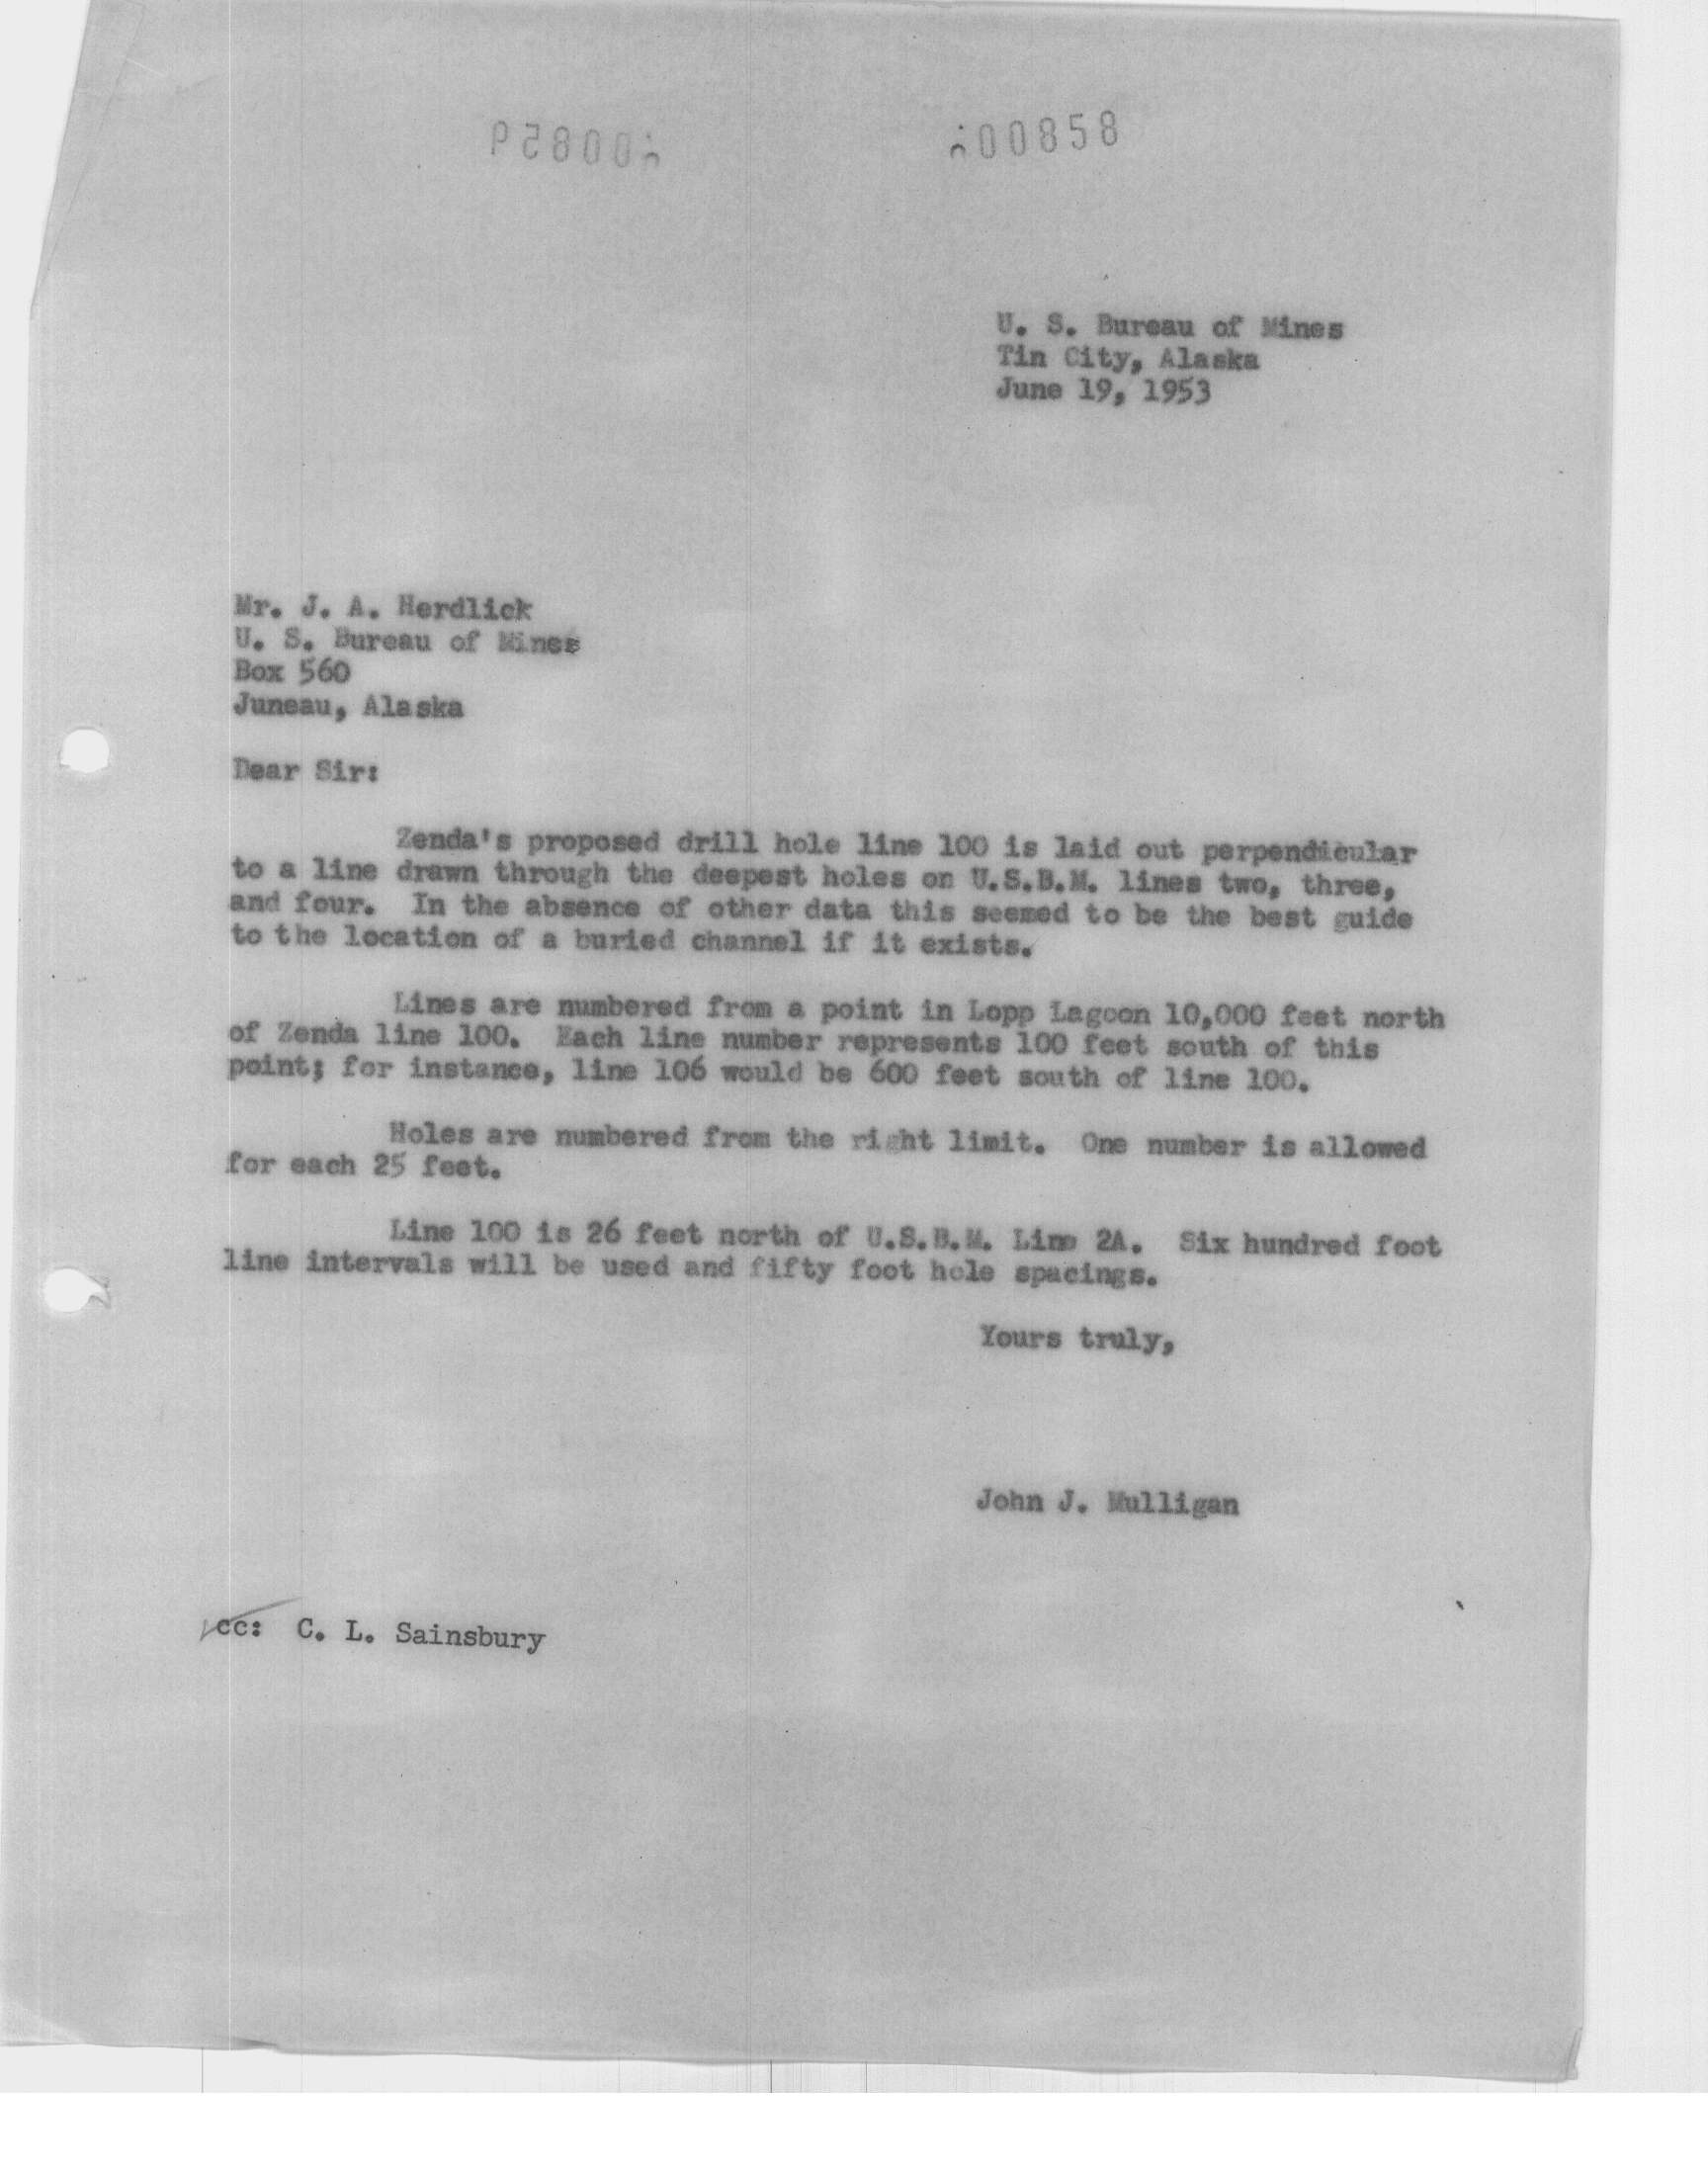 00858
U. S. Bureau of Mines
Tin City, Alaska
June 19, 1953
Mr. J. A. Herdlick
U. S. Bureau of Mines
Box 560
Juneau, Alaska
Dear Sir:
Zenda's proposed drill hole line 100 is laid out perpendicular
to a line drawn through the deepest holes on U.S.B.M. lines two, three,
and four. In the absence of other data this seemed to be the best guide
to the location of a buried channel if it exists.
Lines are numbered from a point in Lopp Lagoon 10,000 feet north
of Zenda line 100. Each line number represents 100 feet south of this
point; for instance, line 106 would be 600 feet south of line 100.
Holes are numbered from the right limit. One number is allowed
for each 25 feet.
Line 100 is 26 feet north of U.S.B.M. Line 2A. Six hundred foot
line intervals will be used and fifty foot hole spacings.
Yours truly,
John J. Mulligan
cc: C. L. Sainsbury